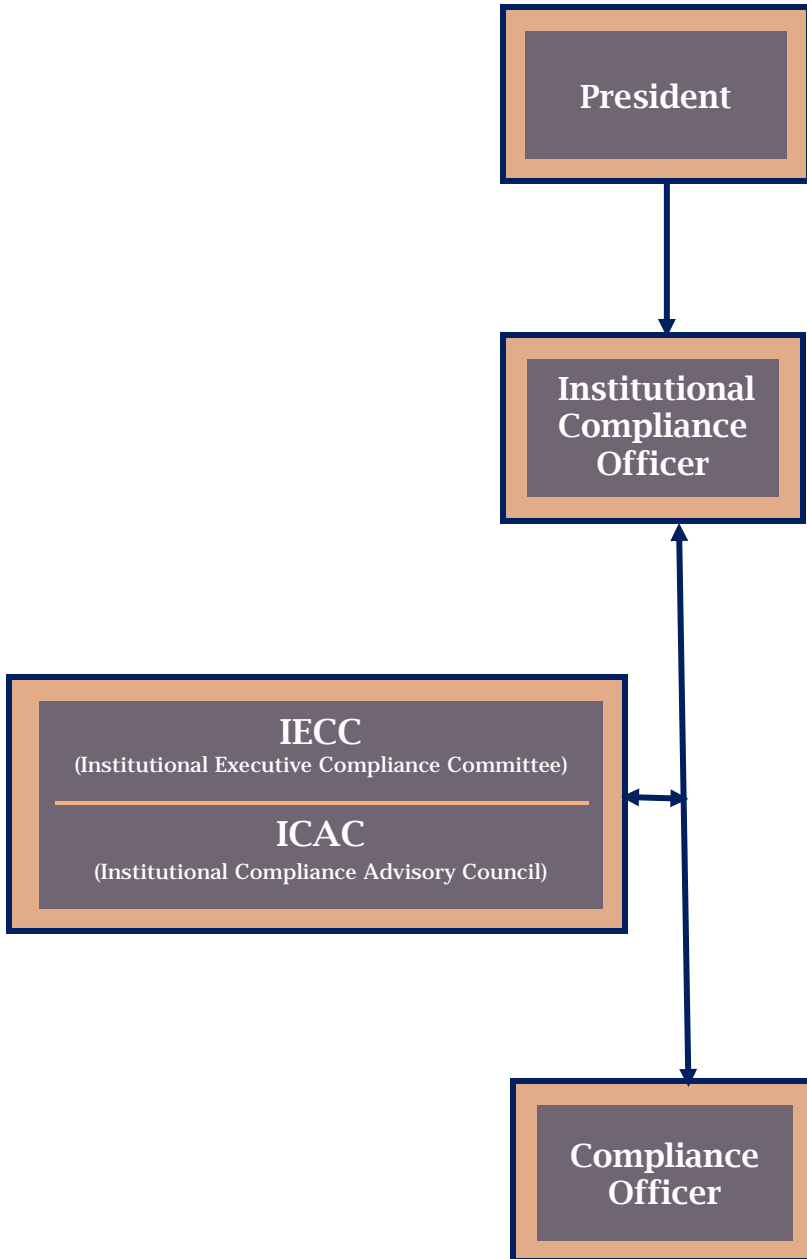 President
Institutional
Compliance
Officer
IECC
(Institutional Executive Compliance Committee)
ICAC
(Institutional Compliance Advisory Council)
Compliance
Officer